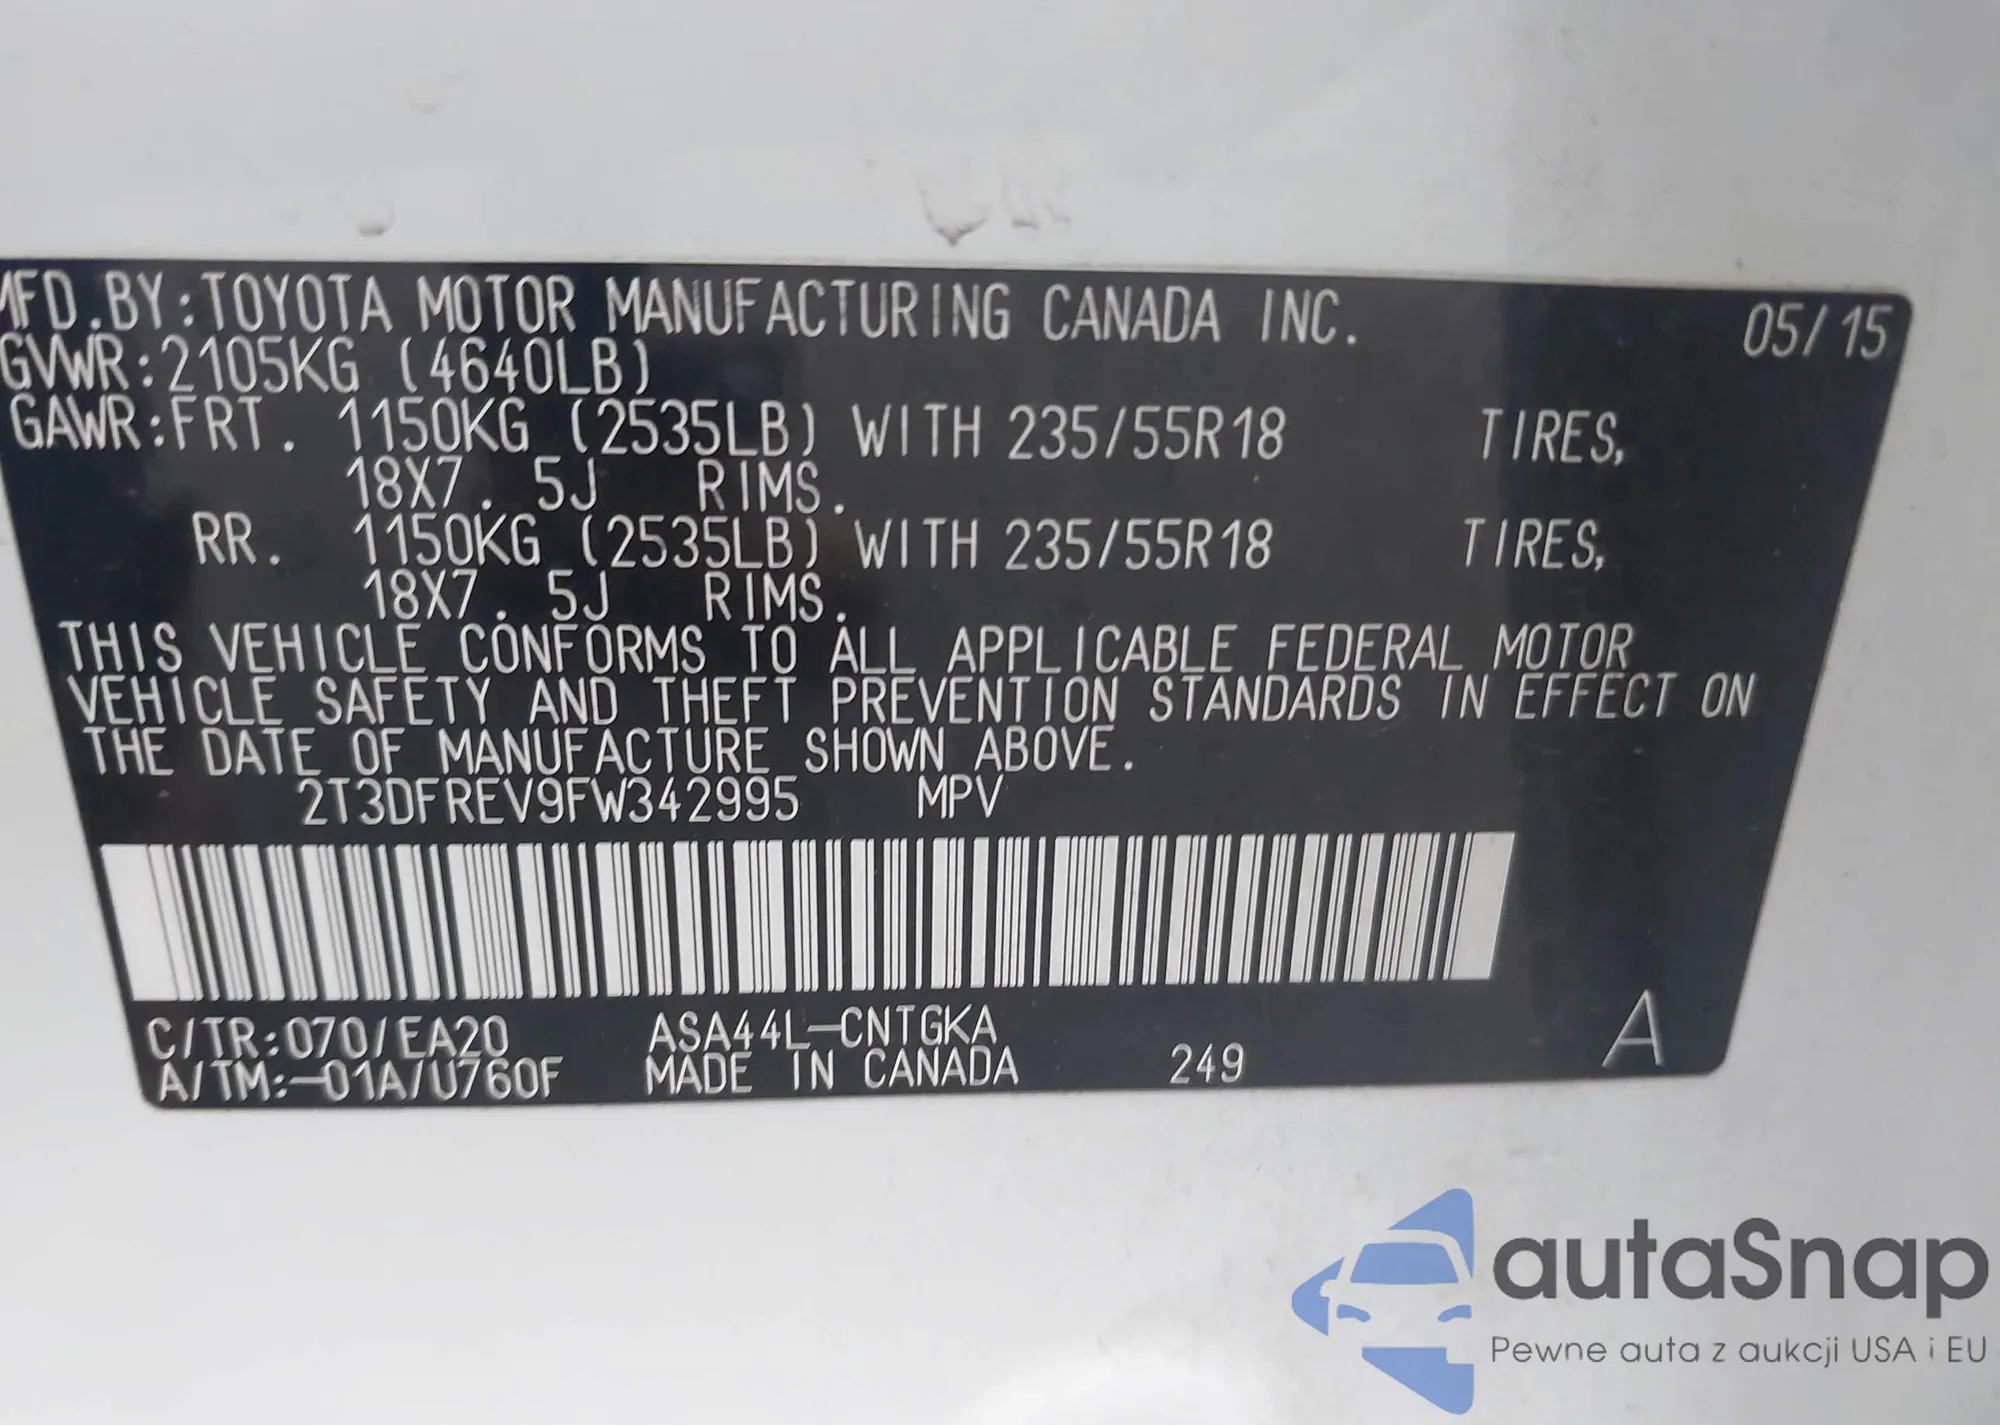 MFD.BY:TOYOTA MOTOR MANUFACTURING CANADA INC. 05/15
GVWR:2105KG (4640LB)
GAWR:FRT. 1150KG (2535LB) WITH 235/55R18 TIRES,
18X7.5J RIMS.
RR. 1150KG (2535LB) WITH 235/55R18 TIRES,
18X7.5J RIMS.
THIS VEHICLE CONFORMS TO ALL APPLICABLE FEDERAL MOTOR
VEHICLE SAFETY AND THEFT PREVENTION STANDARDS IN EFFECT ON
THE DATE OF MANUFACTURE SHOWN ABOVE.
2T3DFREV9FW342995 MPV
C/TR:070/EA20 ASA44L-CNTGKA
A/TM:-01A/U760F MADE IN CANADA 249 A
autaSnap
Pewne auta z aukcji USA i EU